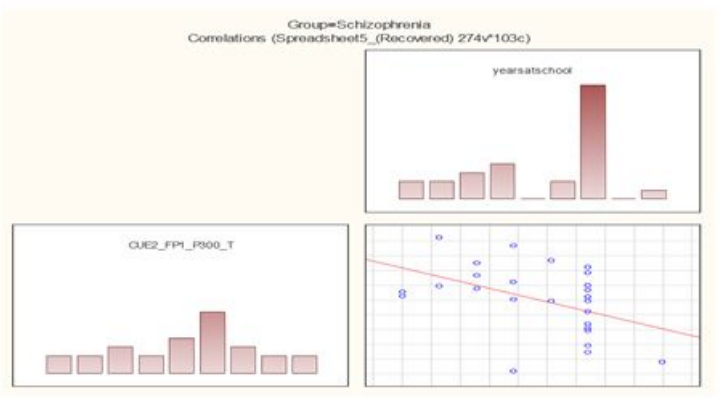 Group=Schizophrenia
Correlations (Spreadsheet5_(Recovered) 274v*103c)
yearsatschool
CUE2_FP1_P300_T